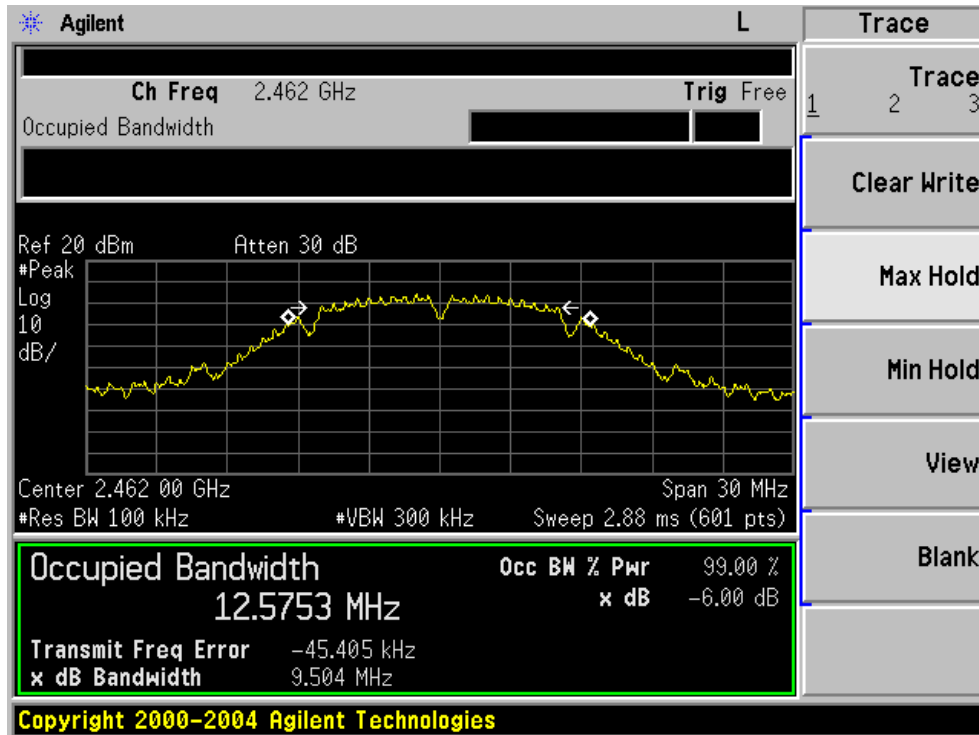 Agilent L Trace
Ch Freq 2.462 GHz Trig Free
Occupied Bandwidth
Trace
1 2 3
Clear Write
Max Hold
Min Hold
View
Blank
Ref 20 dBm Atten 30 dB
#Peak
Log
10
dB/
Center 2.462 00 GHz Span 30 MHz
#Res BW 100 kHz #VBW 300 kHz Sweep 2.88 ms (601 pts)
Occupied Bandwidth Occ BW % Pwr 99.00 %
12.5753 MHz x dB -6.00 dB
Transmit Freq Error -45.405 kHz
x dB Bandwidth 9.504 MHz
Copyright 2000-2004 Agilent Technologies